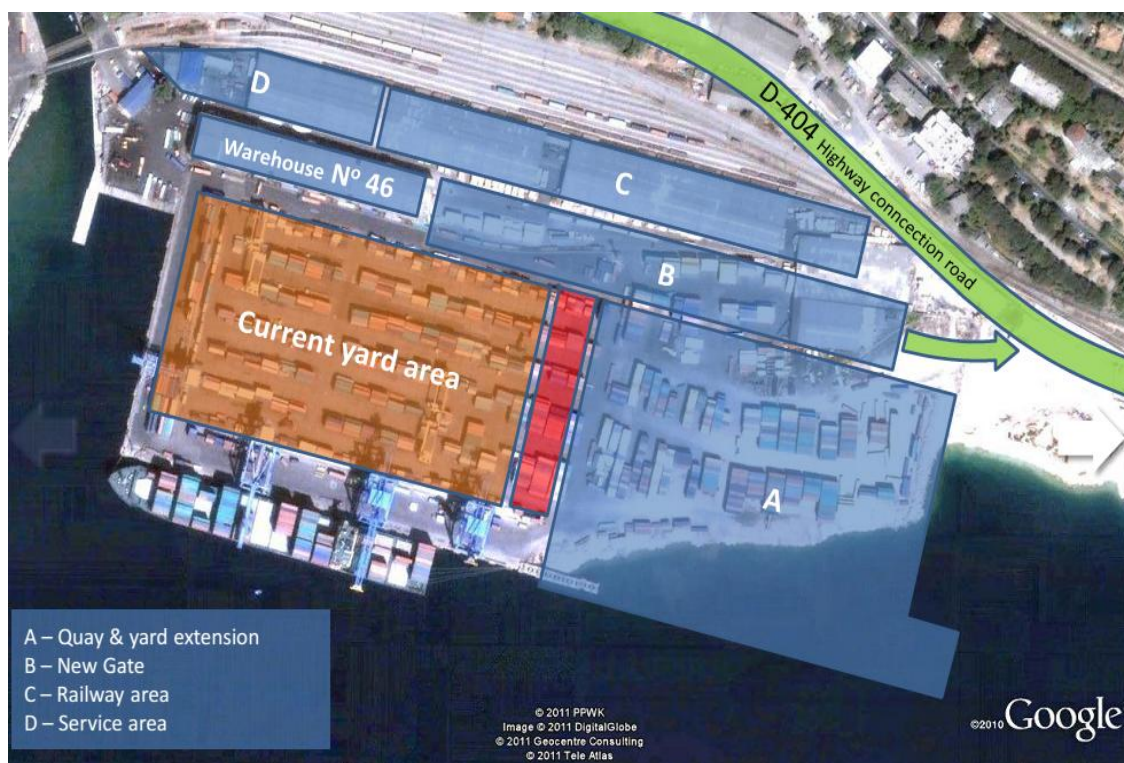 D
Warehouse Nº 46
C
B
D-404 Highway conncection road
Current yard area
A
A – Quay & yard extension
B – New Gate
C – Railway area
D – Service area
© 2011 PPWK
Image © 2011 DigitalGlobe
© 2011 Geocentre Consulting
© 2011 Tele Atlas
©2010 Google